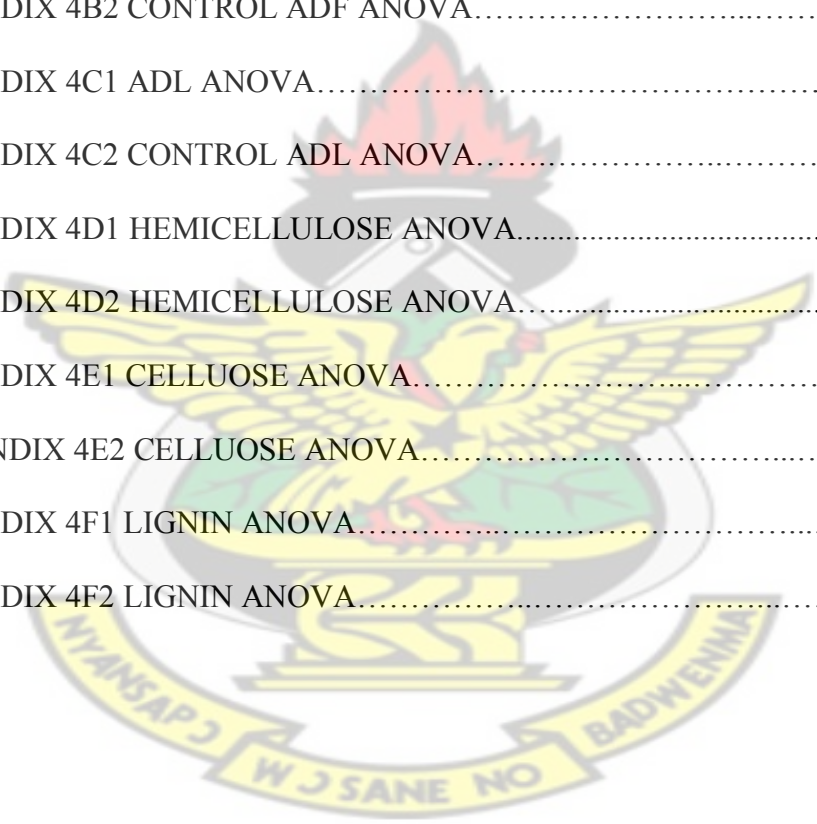 DIX 4B2 CONTROL ADF ANOVA……………………...……
DIX 4C1 ADL ANOVA…………………...……………………
DIX 4C2 CONTROL ADL ANOVA…….……………..………
DIX 4D1 HEMICELLULOSE ANOVA..........................................
DIX 4D2 HEMICELLULOSE ANOVA….....................................
DIX 4E1 CELLUOSE ANOVA……………………....…………
NDIX 4E2 CELLUOSE ANOVA……………………………...…
DIX 4F1 LIGNIN ANOVA…………..………………………...
DIX 4F2 LIGNIN ANOVA……………..…………………...…
NYANSAPƆ WƆSANE NO BADWENMA